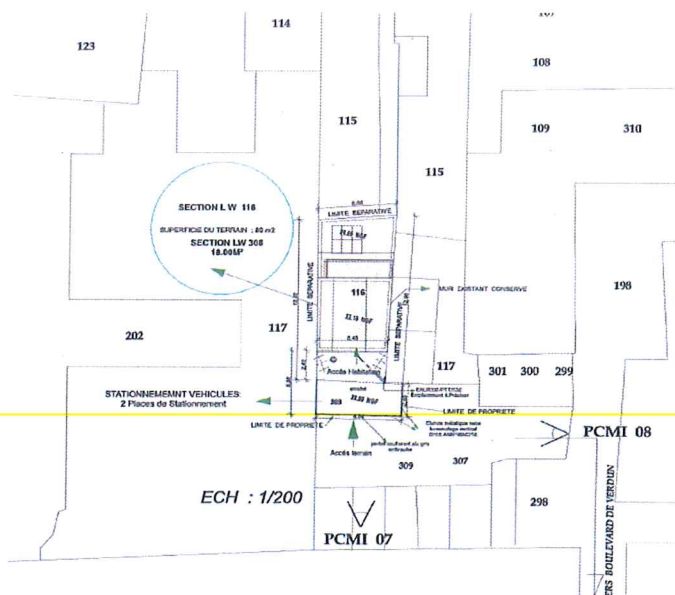 114
123
108
109
310
115
115
SECTION L W 116
SUPERFICIE DU TERRAIN : 80 m2
SECTION LW 308
18.00M²
LIMITE SEPARATIVE
LIMITE SEPARATIVE
LIMITE SEPARATIVE
116
MUR EXISTANT CONSERVE
198
202
117
117
301
300
299
Accès Habitation
STATIONNEMEMNT VEHICULES:
2 Places de Stationnement
LIMITE DE PROPRIETE
LIMITE DE PROPRIETE
Accès terrain
309
307
PCMI 08
ECH : 1/200
298
PCMI 07
ERS BOULEVARD DE VERDUN